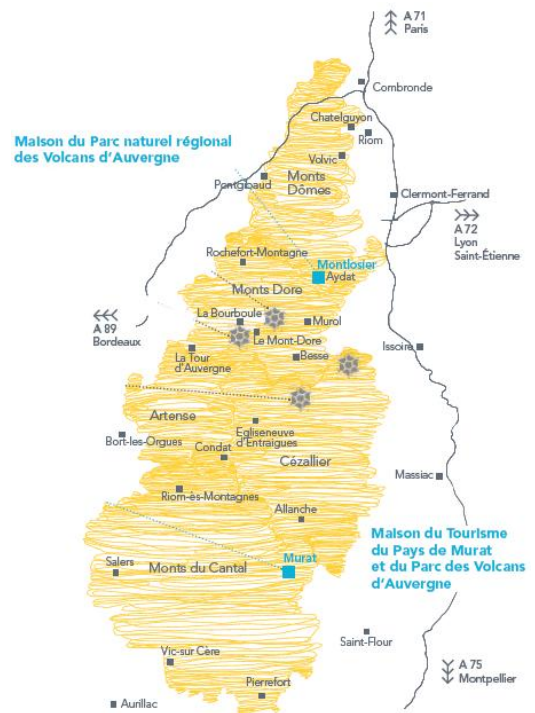 A 71
Paris
Combronde
Chatelguyon
Riom
Maison du Parc naturel régional
des Volcans d'Auvergne
Volvic
Monts
Dômes
Pontgibaud
Clermont-Ferrand
A 72
Lyon
Saint-Étienne
Rochefort-Montagne
Montlosier
Aydat
Monts Dore
La Bourboule
Murol
A 89
Bordeaux
Le Mont-Dore
Issoire
La Tour
d'Auvergne
Besse
Artense
Egliseneuve
d'Entraigues
Bort-les-Orgues
Condat
Cézallier
Massiac
Riom-ès-Montagnes
Allanche
Maison du Tourisme
du Pays de Murat
et du Parc des Volcans
d'Auvergne
Murat
Salers
Monts du Cantal
Saint-Flour
Vic-sur Cère
A 75
Montpellier
Pierrefort
Aurillac